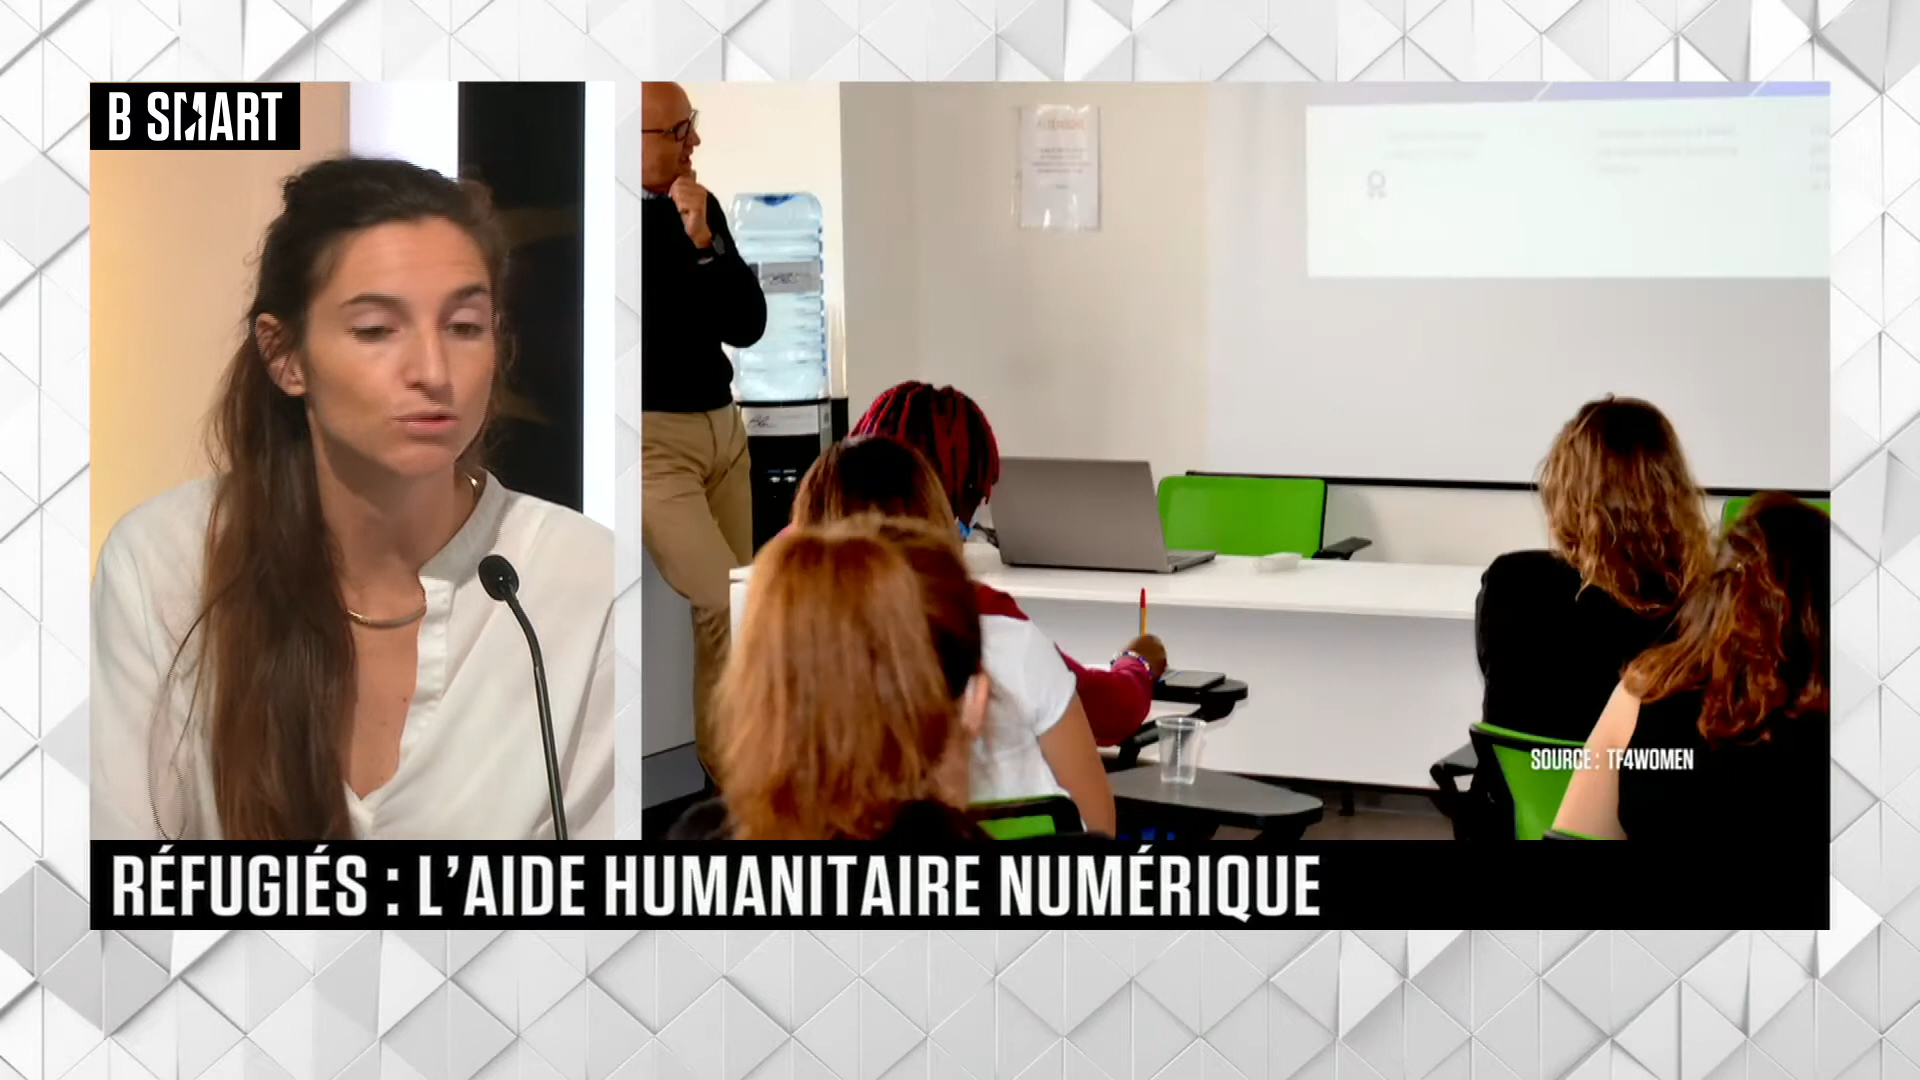 B SMART
SOURCE : TF4WOMEN
RÉFUGIÉS : L’AIDE HUMANITAIRE NUMÉRIQUE